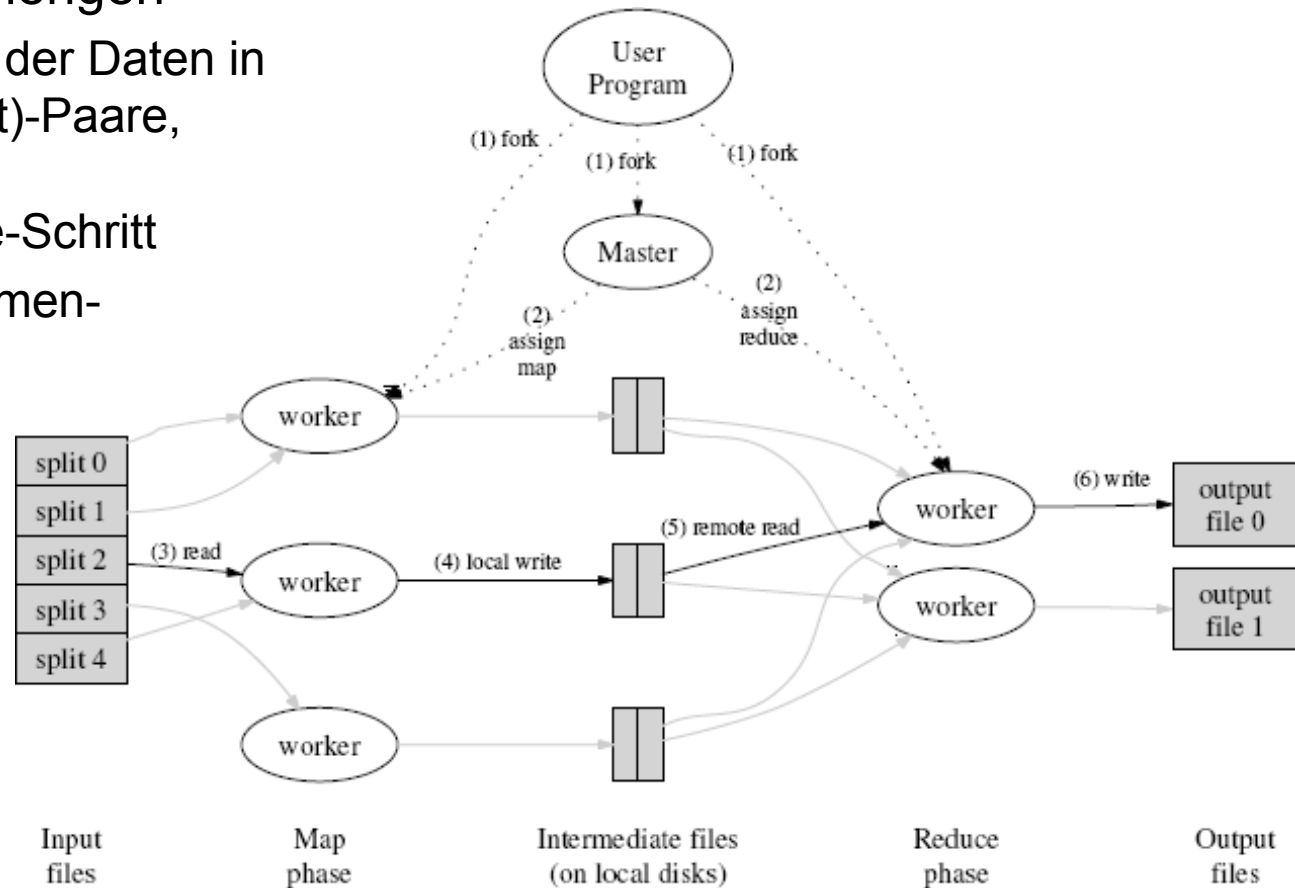 der Daten in
t)-Paare,
e-Schritt
men-
User
Program
(1) fork
(1) fork
(1) fork
Master
(2)
assign
map
(2)
assign
reduce
split 0
split 1
split 2
split 3
split 4
(3) read
worker
worker
worker
(4) local write
(5) remote read
worker
worker
(6) write
output
file 0
output
file 1
Input
files
Map
phase
Intermediate files
(on local disks)
Reduce
phase
Output
files